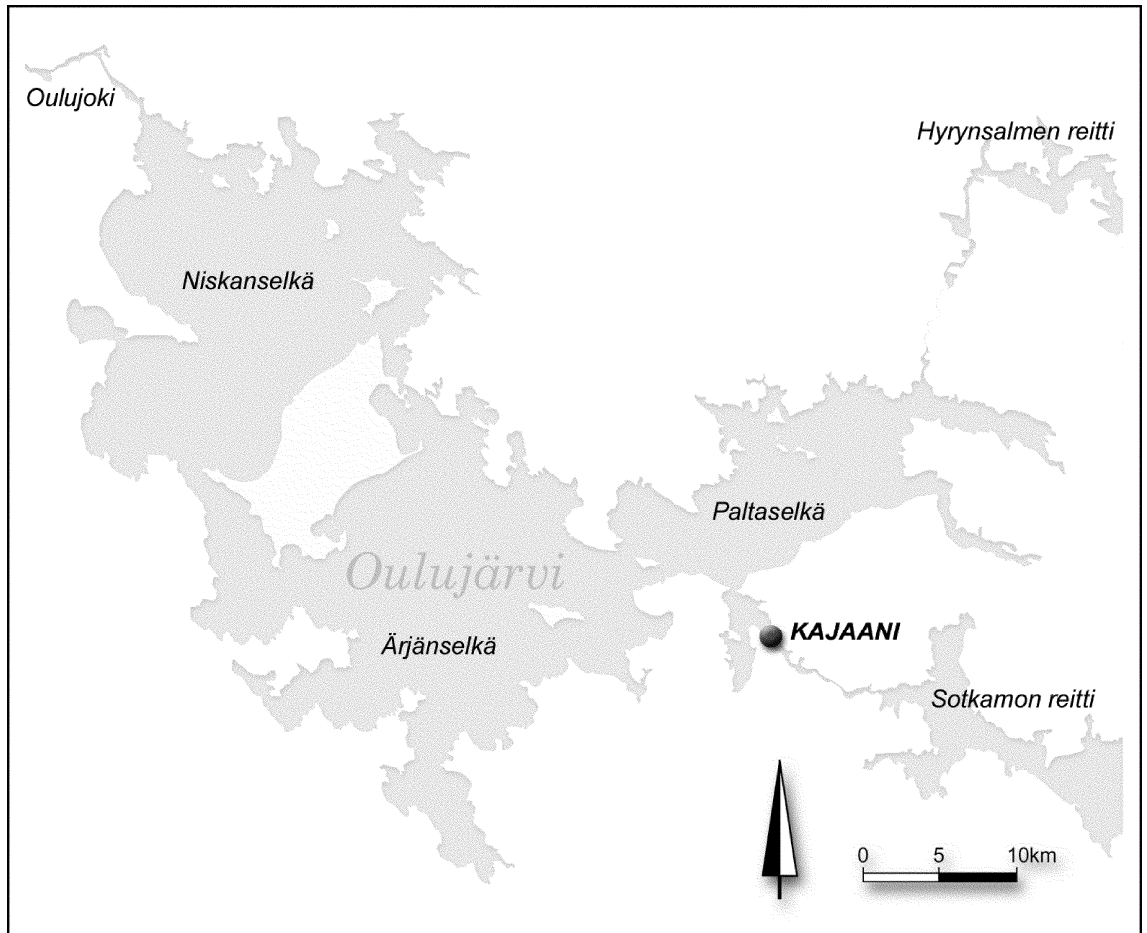 Oulujoki
Hyrynsalmen reitti
Niskanselkä
Paltaselkä
Oulujärvi
KAJAANI
Ärjänselkä
Sotkamon reitti
0 5 10km